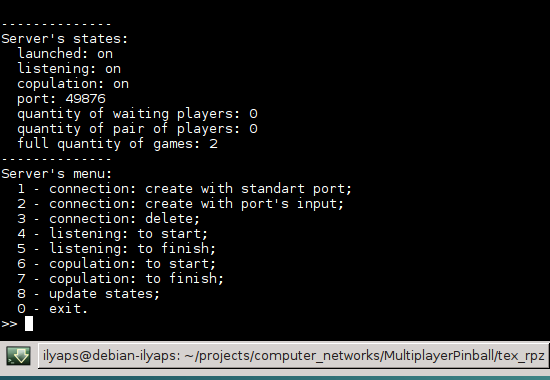 --------------
Server's states:
launched: on
listening: on
copulation: on
port: 49876
quantity of waiting players: 0
quantity of pair of players: 0
full quantity of games: 2
--------------
Server's menu:
1 - connection: create with standart port;
2 - connection: create with port's input;
3 - connection: delete;
4 - listening: to start;
5 - listening: to finish;
6 - copulation: to start;
7 - copulation: to finish;
8 - update states;
0 - exit.
>>
ilyaps@debian-ilyaps: ~/projects/computer_networks/MultiplayerPinball/tex_rpz